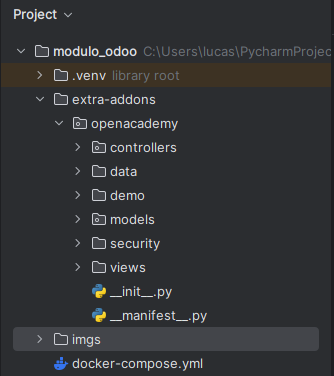 Project
modulo_odoo C:\Users\lucas\PycharmProjec
.venv library root
extra-addons
openacademy
controllers
data
demo
models
security
views
__init__.py
__manifest__.py
imgs
docker-compose.yml